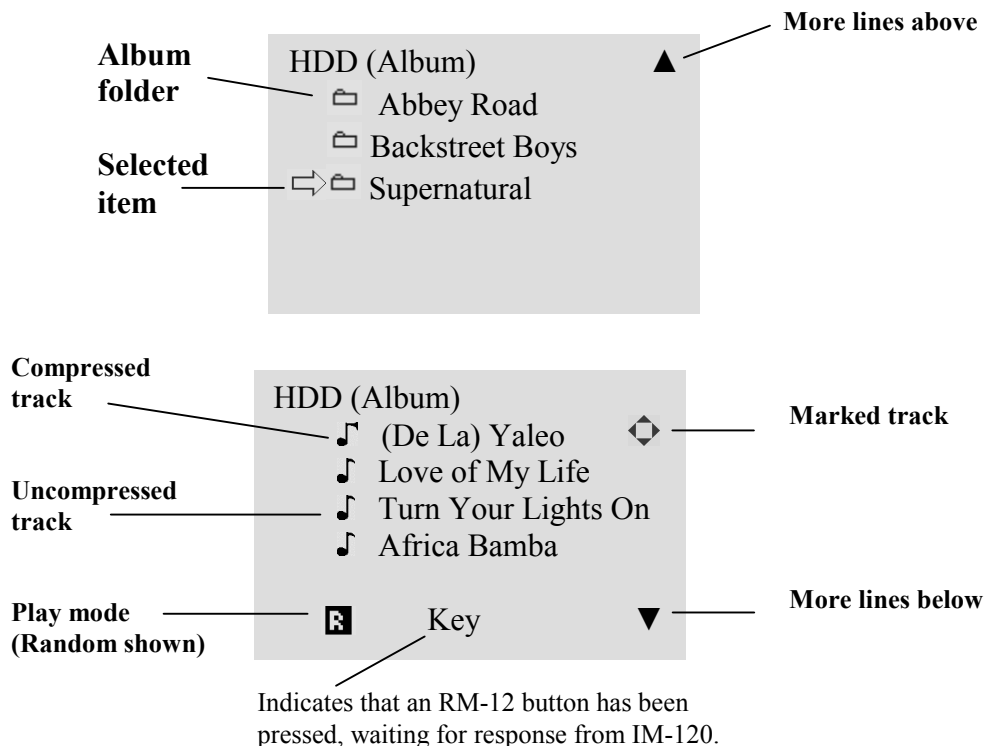 More lines above
Album
folder
HDD (Album)
▲
Abbey Road
Backstreet Boys
Selected
item
Supernatural
Compressed
track
HDD (Album)
(De La) Yaleo
Marked track
Love of My Life
Uncompressed
track
Turn Your Lights On
Africa Bamba
Play mode
(Random shown)
R
Key
▼
More lines below
Indicates that an RM-12 button has been
pressed, waiting for response from IM-120.